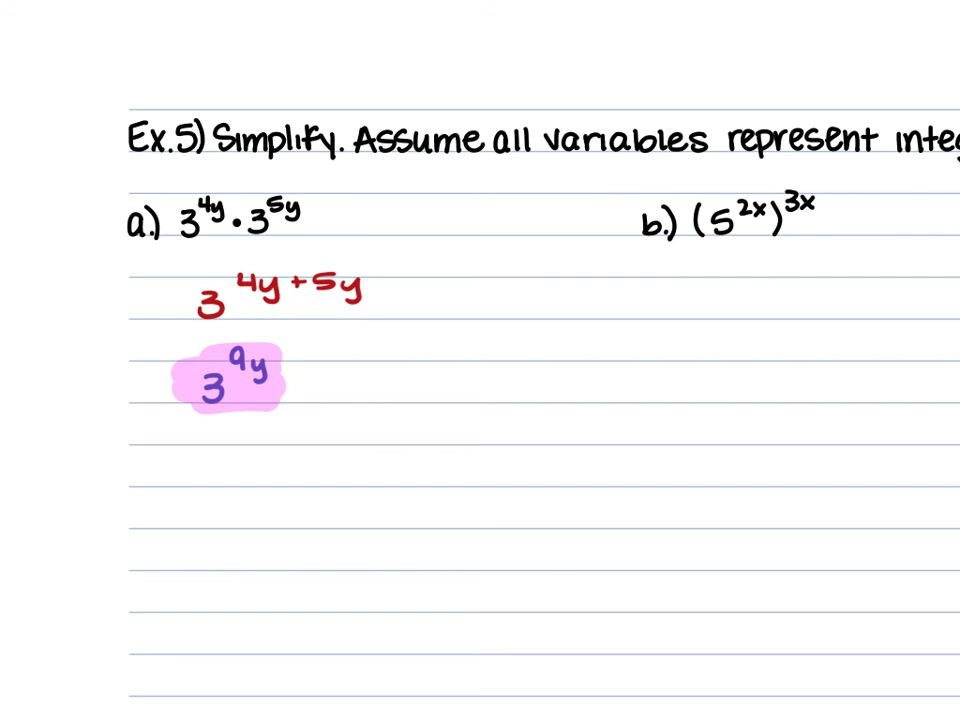 Ex.5) Simplify. Assume all variables represent
a.) 3^4y · 3^5y b.) (5^2x)^3x
3^4y + 5y
3^9y